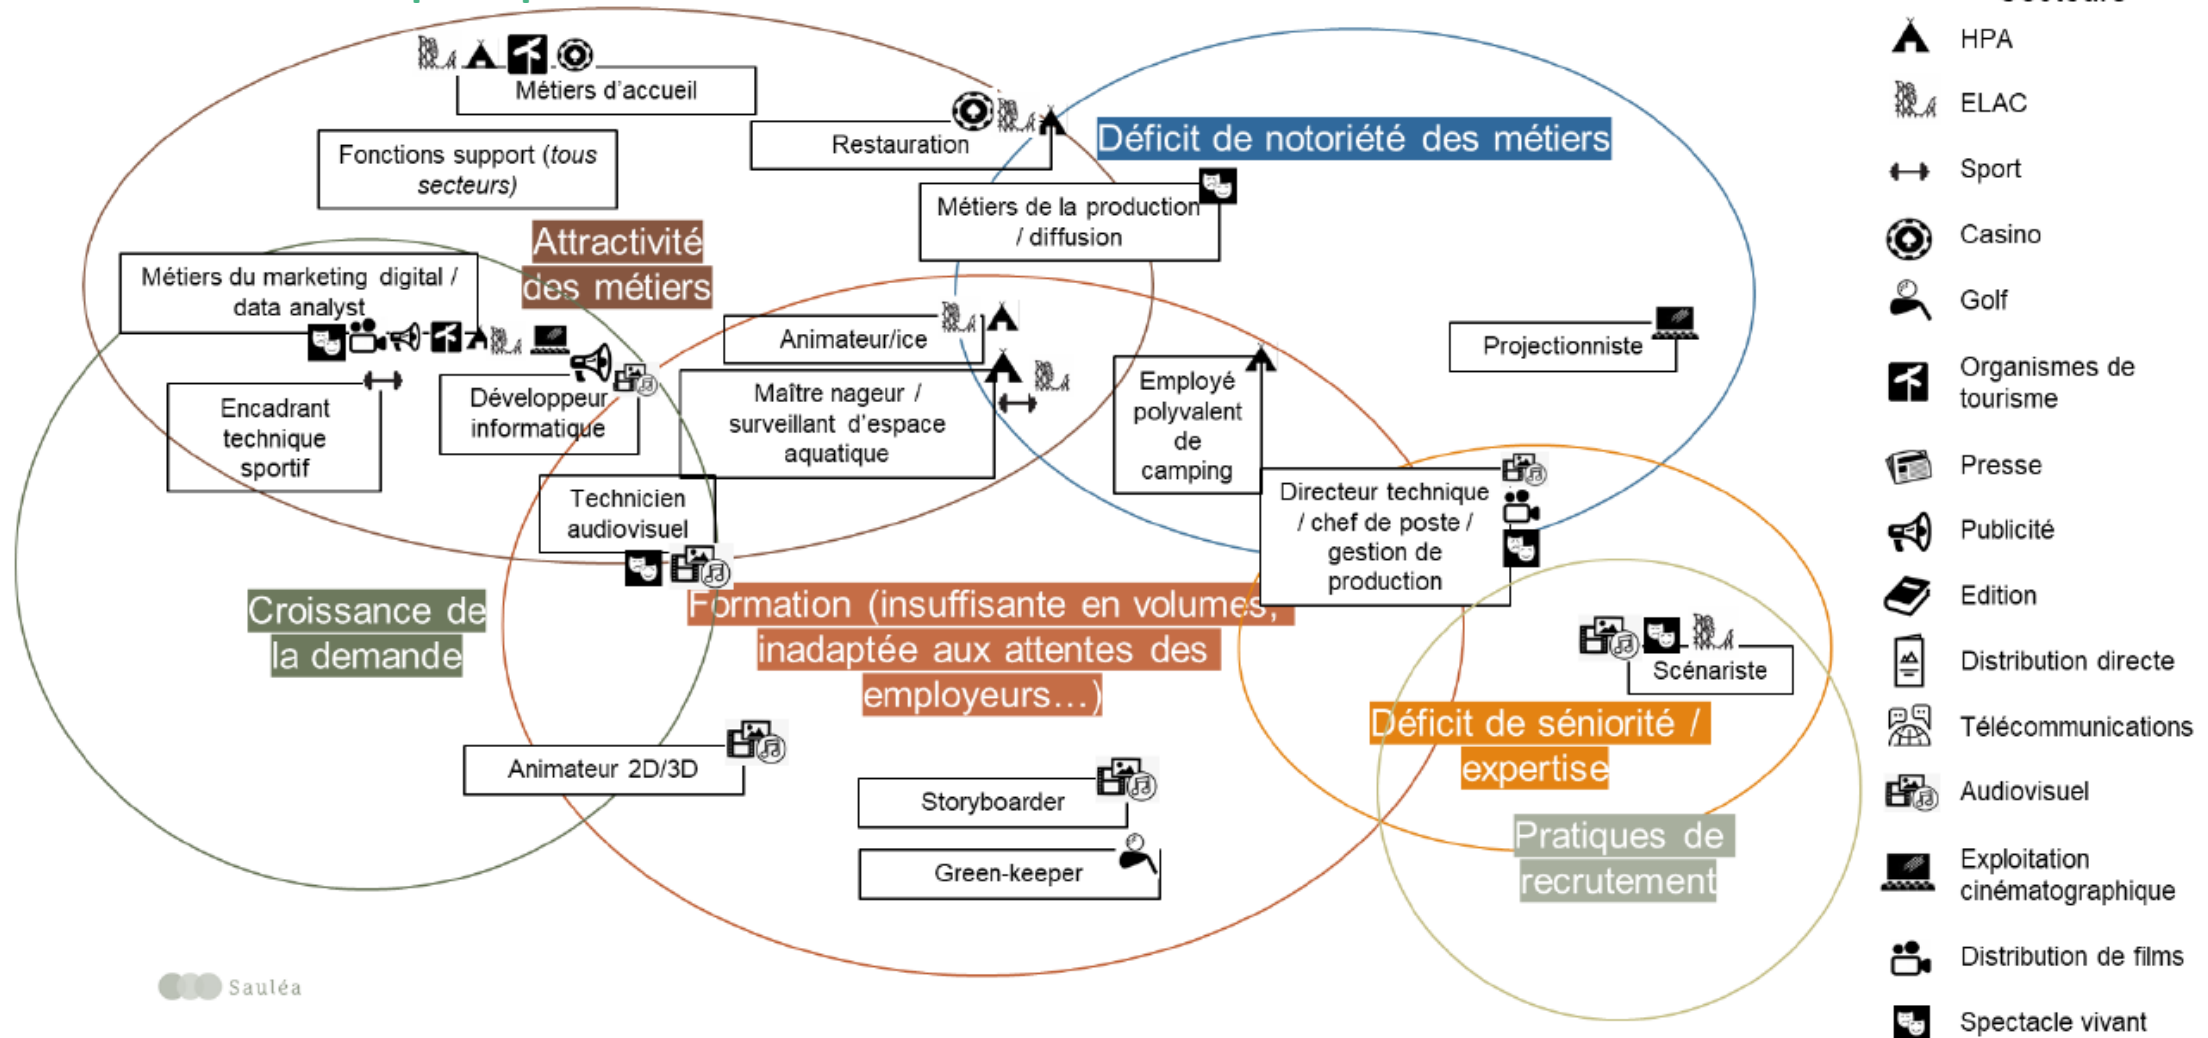 Secteurs
HPA
Métiers d'accueil
ELAC
Restauration
Déficit de notoriété des métiers
Fonctions support (tous
secteurs)
Sport
Métiers de la production
/ diffusion
Casino
Attractivité
des métiers
Métiers du marketing digital /
data analyst
Golf
Animateur/ice
Projectionniste
Organismes de
tourisme
Encadrant
technique
sportif
Développeur
informatique
Maître nageur /
surveillant d'espace
aquatique
Employé
polyvalent
de
camping
Presse
Technicien
audiovisuel
Directeur technique
/ chef de poste /
gestion de
production
Publicité
Croissance de
la demande
Formation (insuffisante en volumes,
inadaptée aux attentes des
employeurs…)
Edition
Scénariste
Distribution directe
Déficit de séniorité /
expertise
Télécommunications
Animateur 2D/3D
Storyboarder
Audiovisuel
Pratiques de
recrutement
Green-keeper
Exploitation
cinématographique
Distribution de films
Sauléa
Spectacle vivant